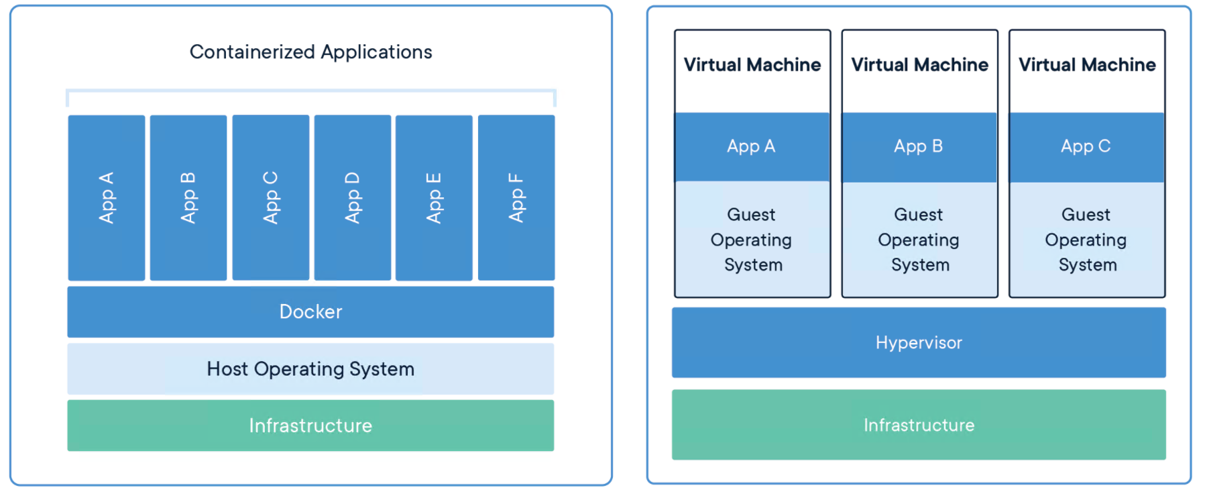 Containerized Applications
App A
App B
App C
App D
App E
App F
Docker
Host Operating System
Infrastructure
Virtual Machine
App A
Guest
Operating
System
Virtual Machine
App B
Guest
Operating
System
Virtual Machine
App C
Guest
Operating
System
Hypervisor
Infrastructure